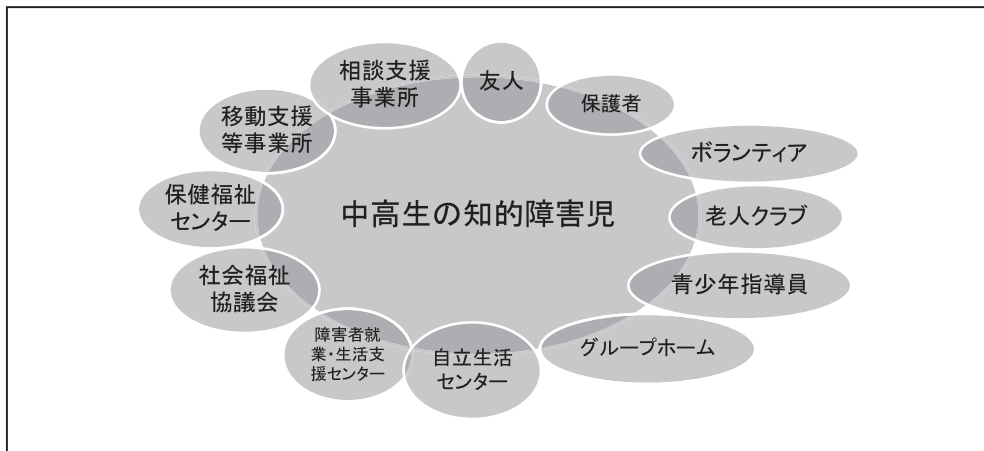 相談支援
事業所
友人
保護者
移動支援
等事業所
ボランティア
保健福祉
センター
中高生の知的障害児
老人クラブ
社会福祉
協議会
青少年指導員
障害者就
業・生活支
援センター
自立生活
センター
グループホーム